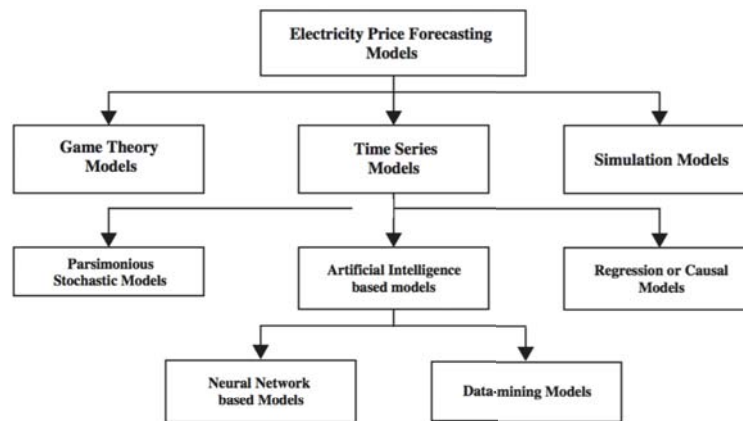 Electricity Price Forecasting
Models
Game Theory
Models
Time Series
Models
Simulation Models
Parsimonious
Stochastic Models
Artificial Intelligence
based models
Regression or Causal
Models
Neural Network
based Models
Data-mining Models